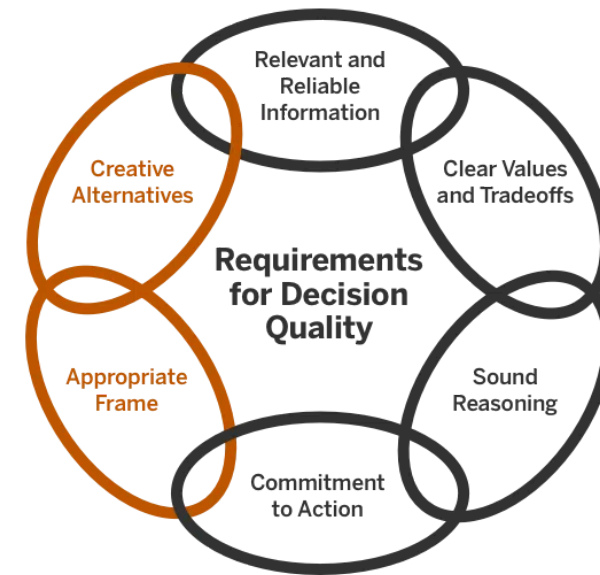 Relevant and
Reliable
Information
Creative
Alternatives
Clear Values
and Tradeoffs
Requirements
for Decision
Quality
Appropriate
Frame
Sound
Reasoning
Commitment
to Action